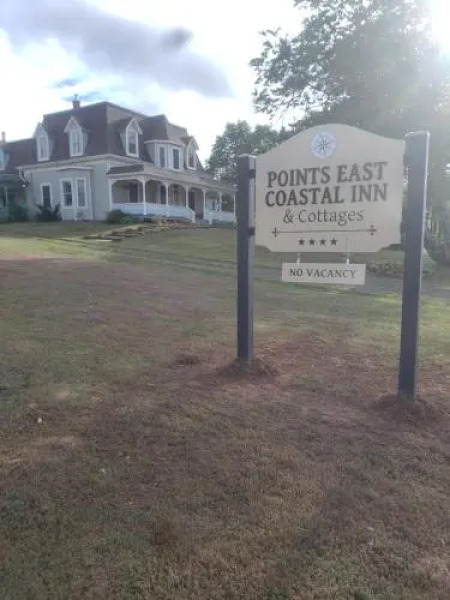 POINTS EAST
COASTAL INN
& Cottages
★★★★
NO VACANCY